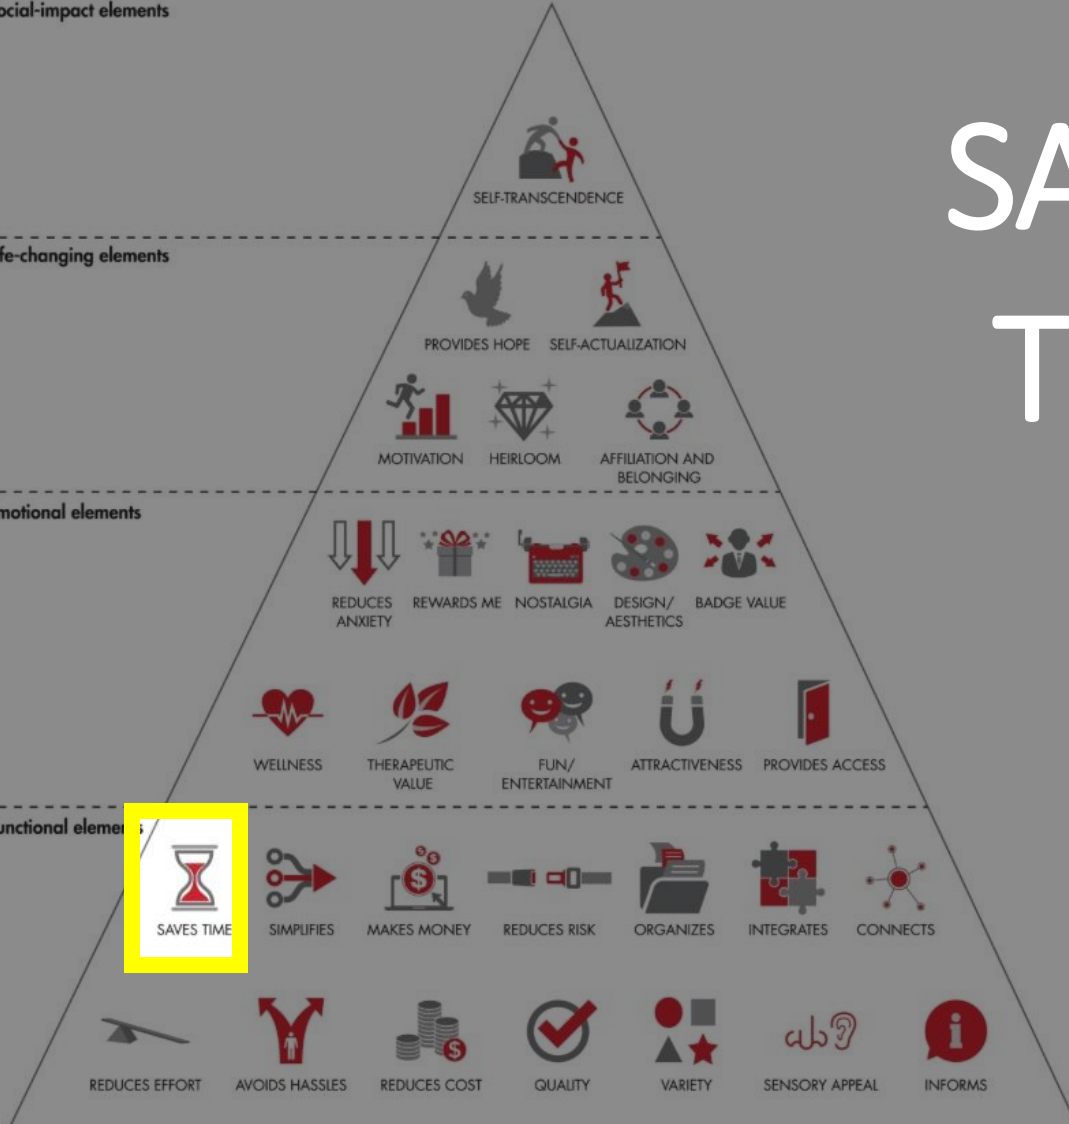 ocial-impact elements
SA
SELF-TRANSCENDENCE
fe-changing elements
T
PROVIDES HOPE SELF-ACTUALIZATION
MOTIVATION HEIRLOOM AFFILIATION AND
BELONGING
motional elements
REDUCES REWARDS ME NOSTALGIA DESIGN/ BADGE VALUE
ANXIETY AESTHETICS
WELLNESS THERAPEUTIC FUN/ ATTRACTIVENESS PROVIDES ACCESS
VALUE ENTERTAINMENT
unctional elements
SAVES TIME SIMPLIFIES MAKES MONEY REDUCES RISK ORGANIZES INTEGRATES CONNECTS
REDUCES EFFORT AVOIDS HASSLES REDUCES COST QUALITY VARIETY SENSORY APPEAL INFORMS